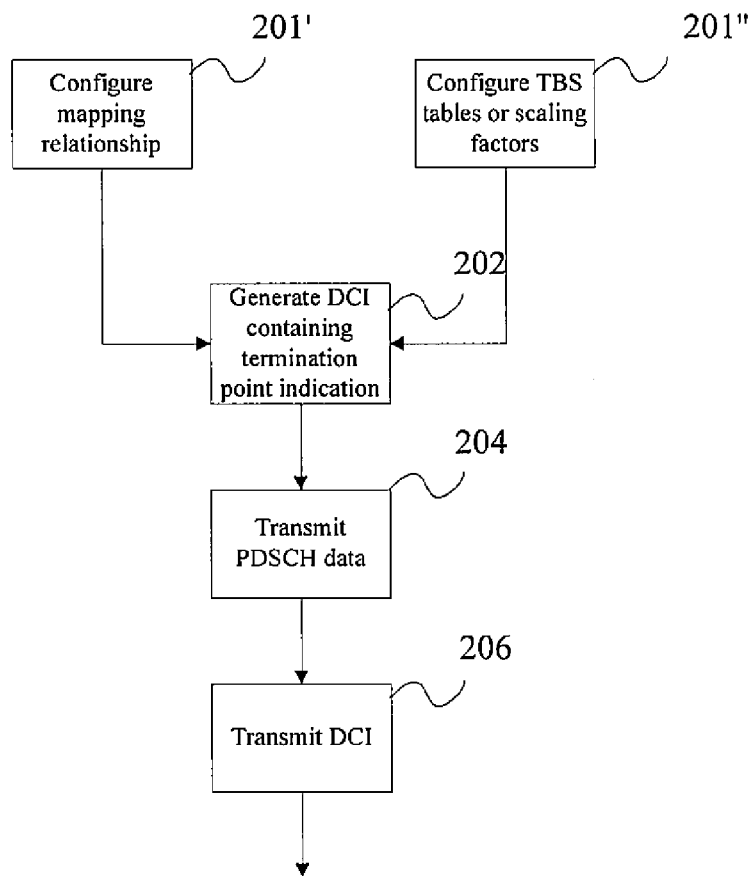 201'
201"
Configure
mapping
relationship
Configure TBS
tables or scaling
factors
202
Generate DCI
containing
termination
point indication
204
Transmit
PDSCH data
206
Transmit DCI